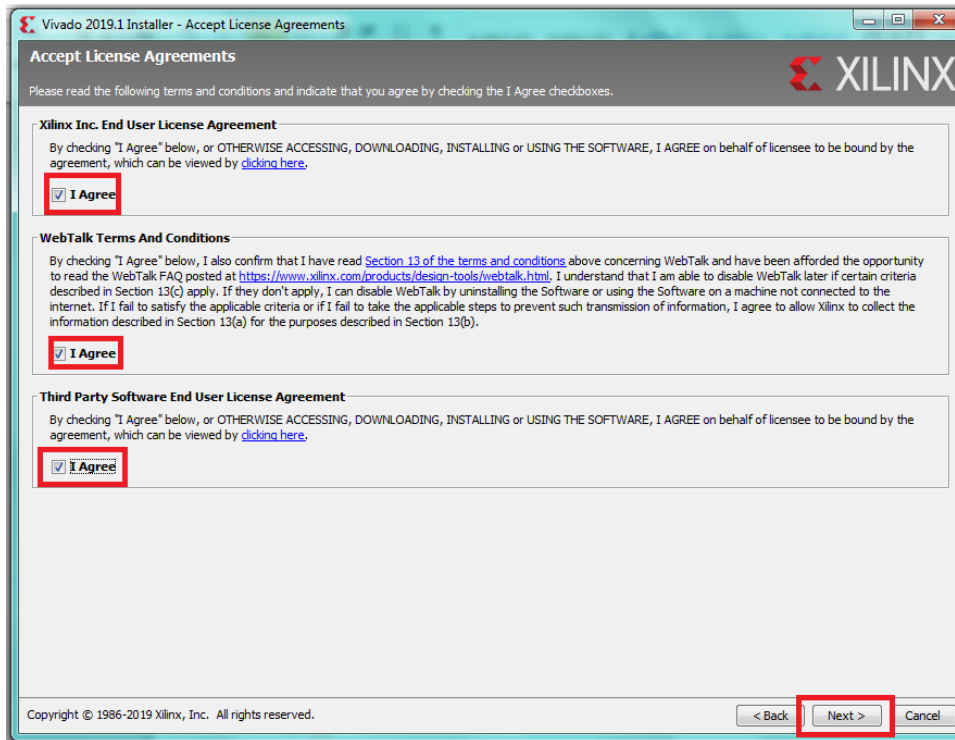 Vivado 2019.1 Installer - Accept License Agreements
Accept License Agreements
XILINX
Please read the following terms and conditions and indicate that you agree by checking the I Agree checkboxes.
Xilinx Inc. End User License Agreement
By checking "I Agree" below, or OTHERWISE ACCESSING, DOWNLOADING, INSTALLING or USING THE SOFTWARE, I AGREE on behalf of licensee to be bound by the
agreement, which can be viewed by clicking here.
I Agree
WebTalk Terms And Conditions
By checking "I Agree" below, I also confirm that I have read Section 13 of the terms and conditions above concerning WebTalk and have been afforded the opportunity
to read the WebTalk FAQ posted at https://www.xilinx.com/products/design-tools/webtalk.html. I understand that I am able to disable WebTalk later if certain criteria
described in Section 13(c) apply. If they don't apply, I can disable WebTalk by uninstalling the Software or using the Software on a machine not connected to the
internet. If I fail to satisfy the applicable criteria or if I fail to take the applicable steps to prevent such transmission of information, I agree to allow Xilinx to collect the
information described in Section 13(a) for the purposes described in Section 13(b).
I Agree
Third Party Software End User License Agreement
By checking "I Agree" below, or OTHERWISE ACCESSING, DOWNLOADING, INSTALLING or USING THE SOFTWARE, I AGREE on behalf of licensee to be bound by the
agreement, which can be viewed by clicking here.
I Agree
Copyright © 1986-2019 Xilinx, Inc. All rights reserved.
< Back Next > Cancel